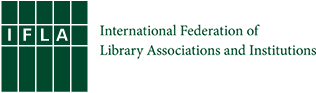 IFLA
International Federation of
Library Associations and Institutions